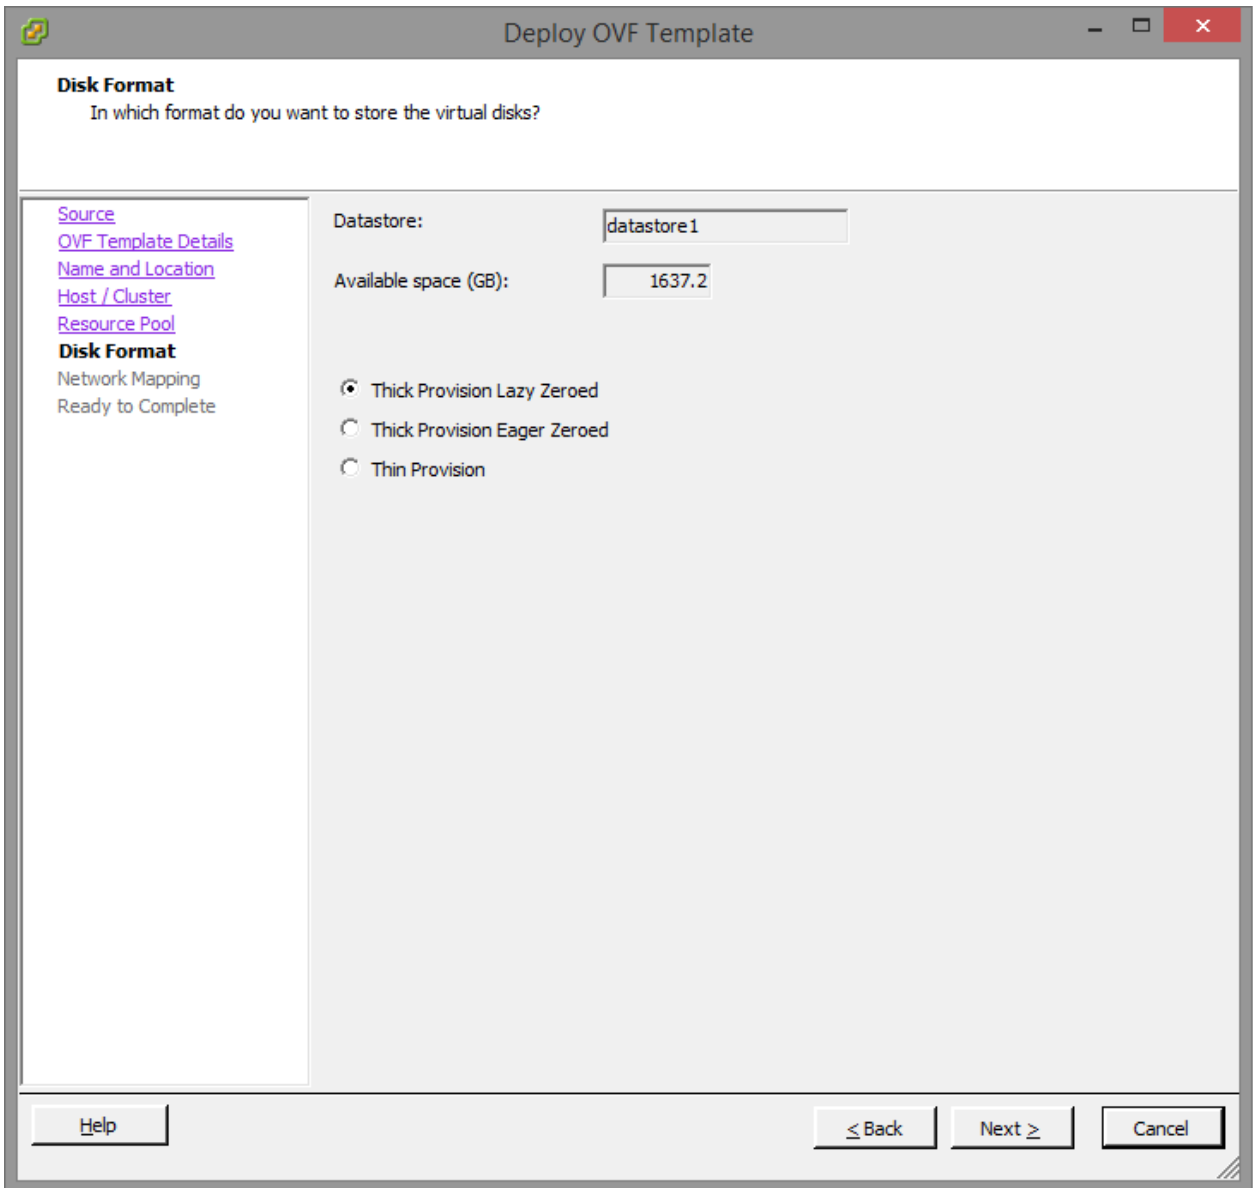 Deploy OVF Template
Disk Format
In which format do you want to store the virtual disks?
Source
OVF Template Details
Name and Location
Host / Cluster
Resource Pool
Disk Format
Network Mapping
Ready to Complete
Datastore: datastore1
Available space (GB): 1637.2
Thick Provision Lazy Zeroed
Thick Provision Eager Zeroed
Thin Provision
Help
< Back
Next >
Cancel